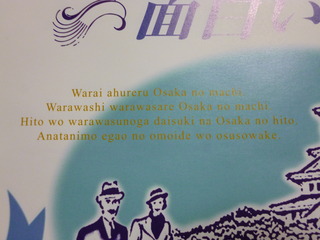 面白い
Warai ahureru Osaka no machi.
Warawashi warawasare Osaka no machi.
Hito wo warawasunoga daisuki na Osaka no hito.
Anatanimo egao no omoide wo osusowake.